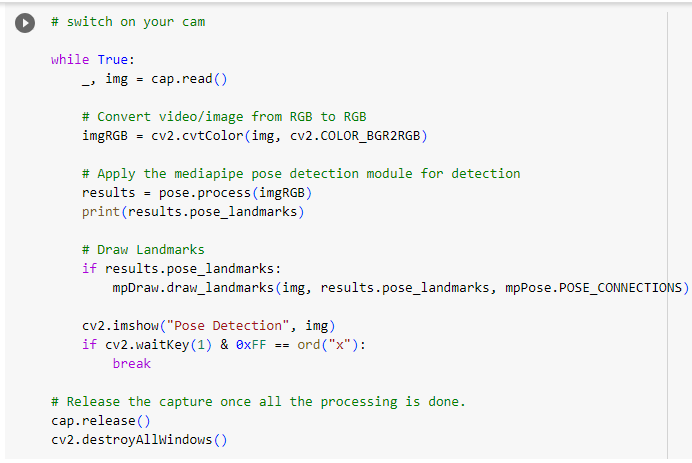 # switch on your cam
while True:
_, img = cap.read()
# Convert video/image from RGB to RGB
imgRGB = cv2.cvtColor(img, cv2.COLOR_BGR2RGB)
# Apply the mediapipe pose detection module for detection
results = pose.process(imgRGB)
print(results.pose_landmarks)
# Draw Landmarks
if results.pose_landmarks:
mpDraw.draw_landmarks(img, results.pose_landmarks, mpPose.POSE_CONNECTIONS)
cv2.imshow("Pose Detection", img)
if cv2.waitKey(1) & 0xFF == ord("x"):
break
# Release the capture once all the processing is done.
cap.release()
cv2.destroyAllWindows()